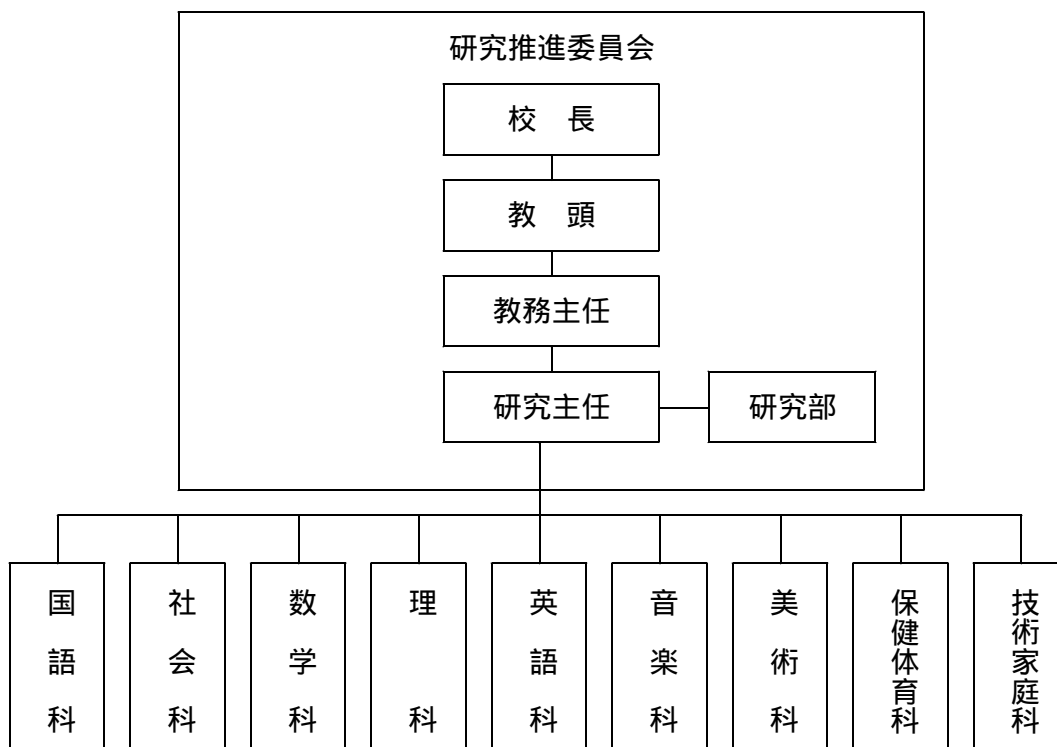 研究推進委員会
校　長
教　頭
教務主任
研究主任
研究部
国語科
社会科
数学科
理科
英語科
音楽科
美術科
保健体育科
技術家庭科